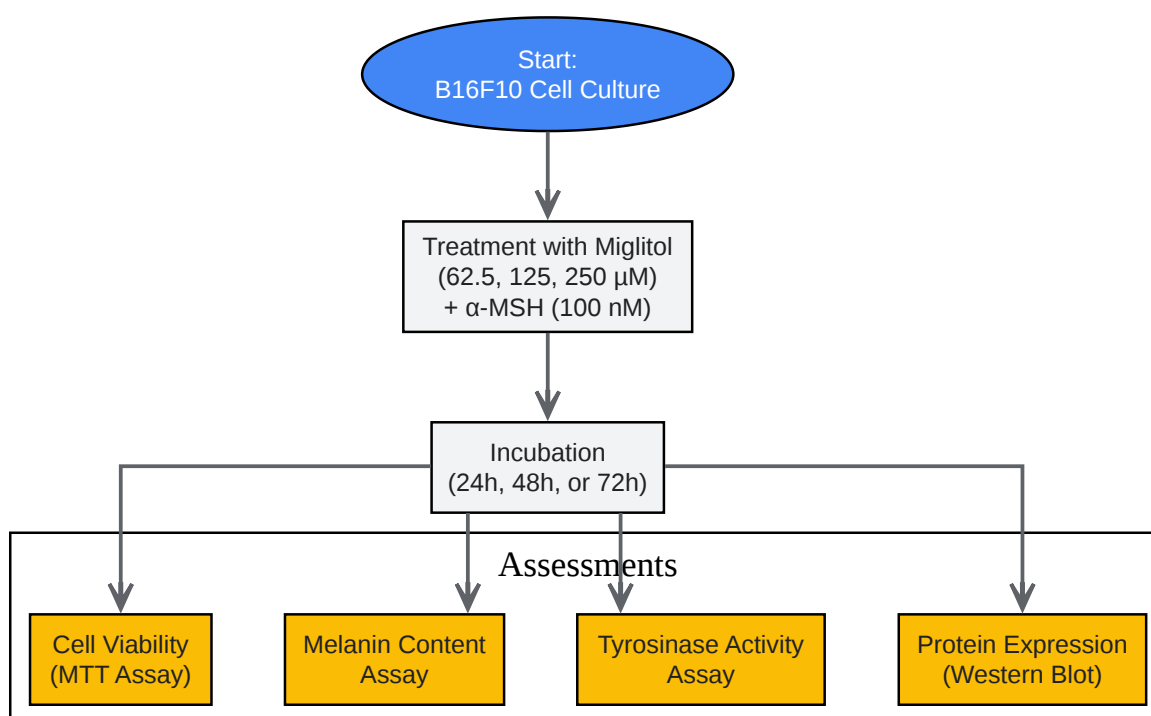 Start:
B16F10 Cell Culture
Treatment with Miglitol
(62.5, 125, 250 µM)
+ α-MSH (100 nM)
Incubation
(24h, 48h, or 72h)
Assessments
Cell Viability
(MTT Assay)
Melanin Content
Assay
Tyrosinase Activity
Assay
Protein Expression
(Western Blot)